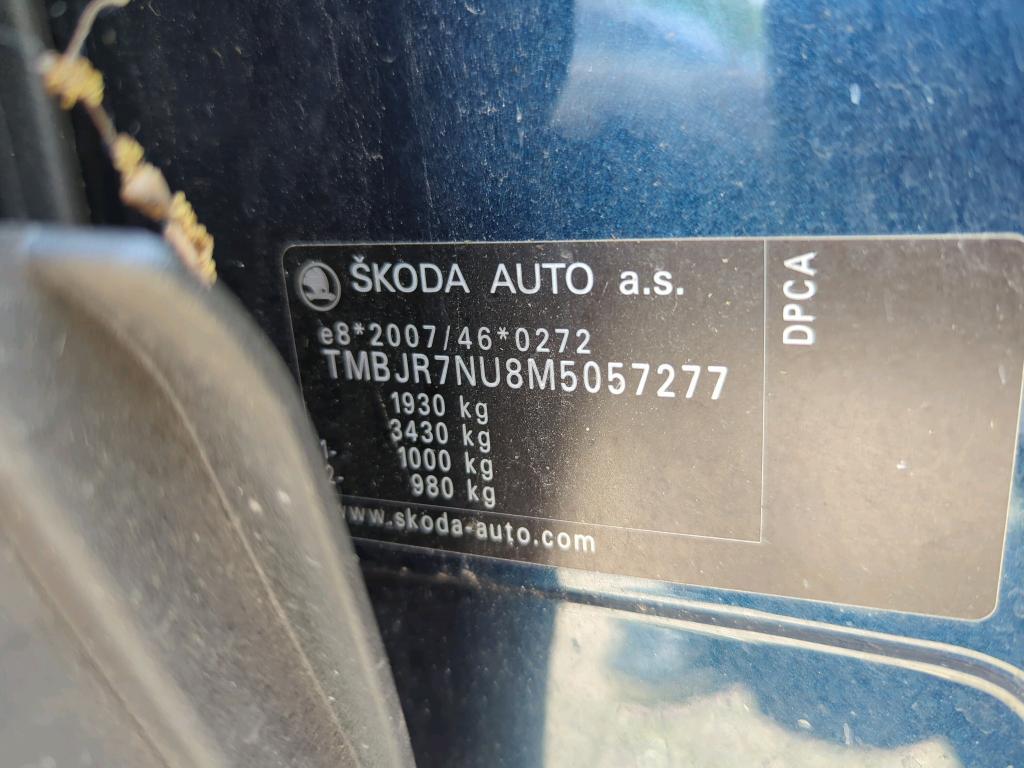 ŠKODA AUTO a.s.
e8*2007/46*0272
TMBJR7NU8M5057277
1930 kg
3430 kg
1- 1000 kg
2- 980 kg
www.skoda-auto.com
DPCA